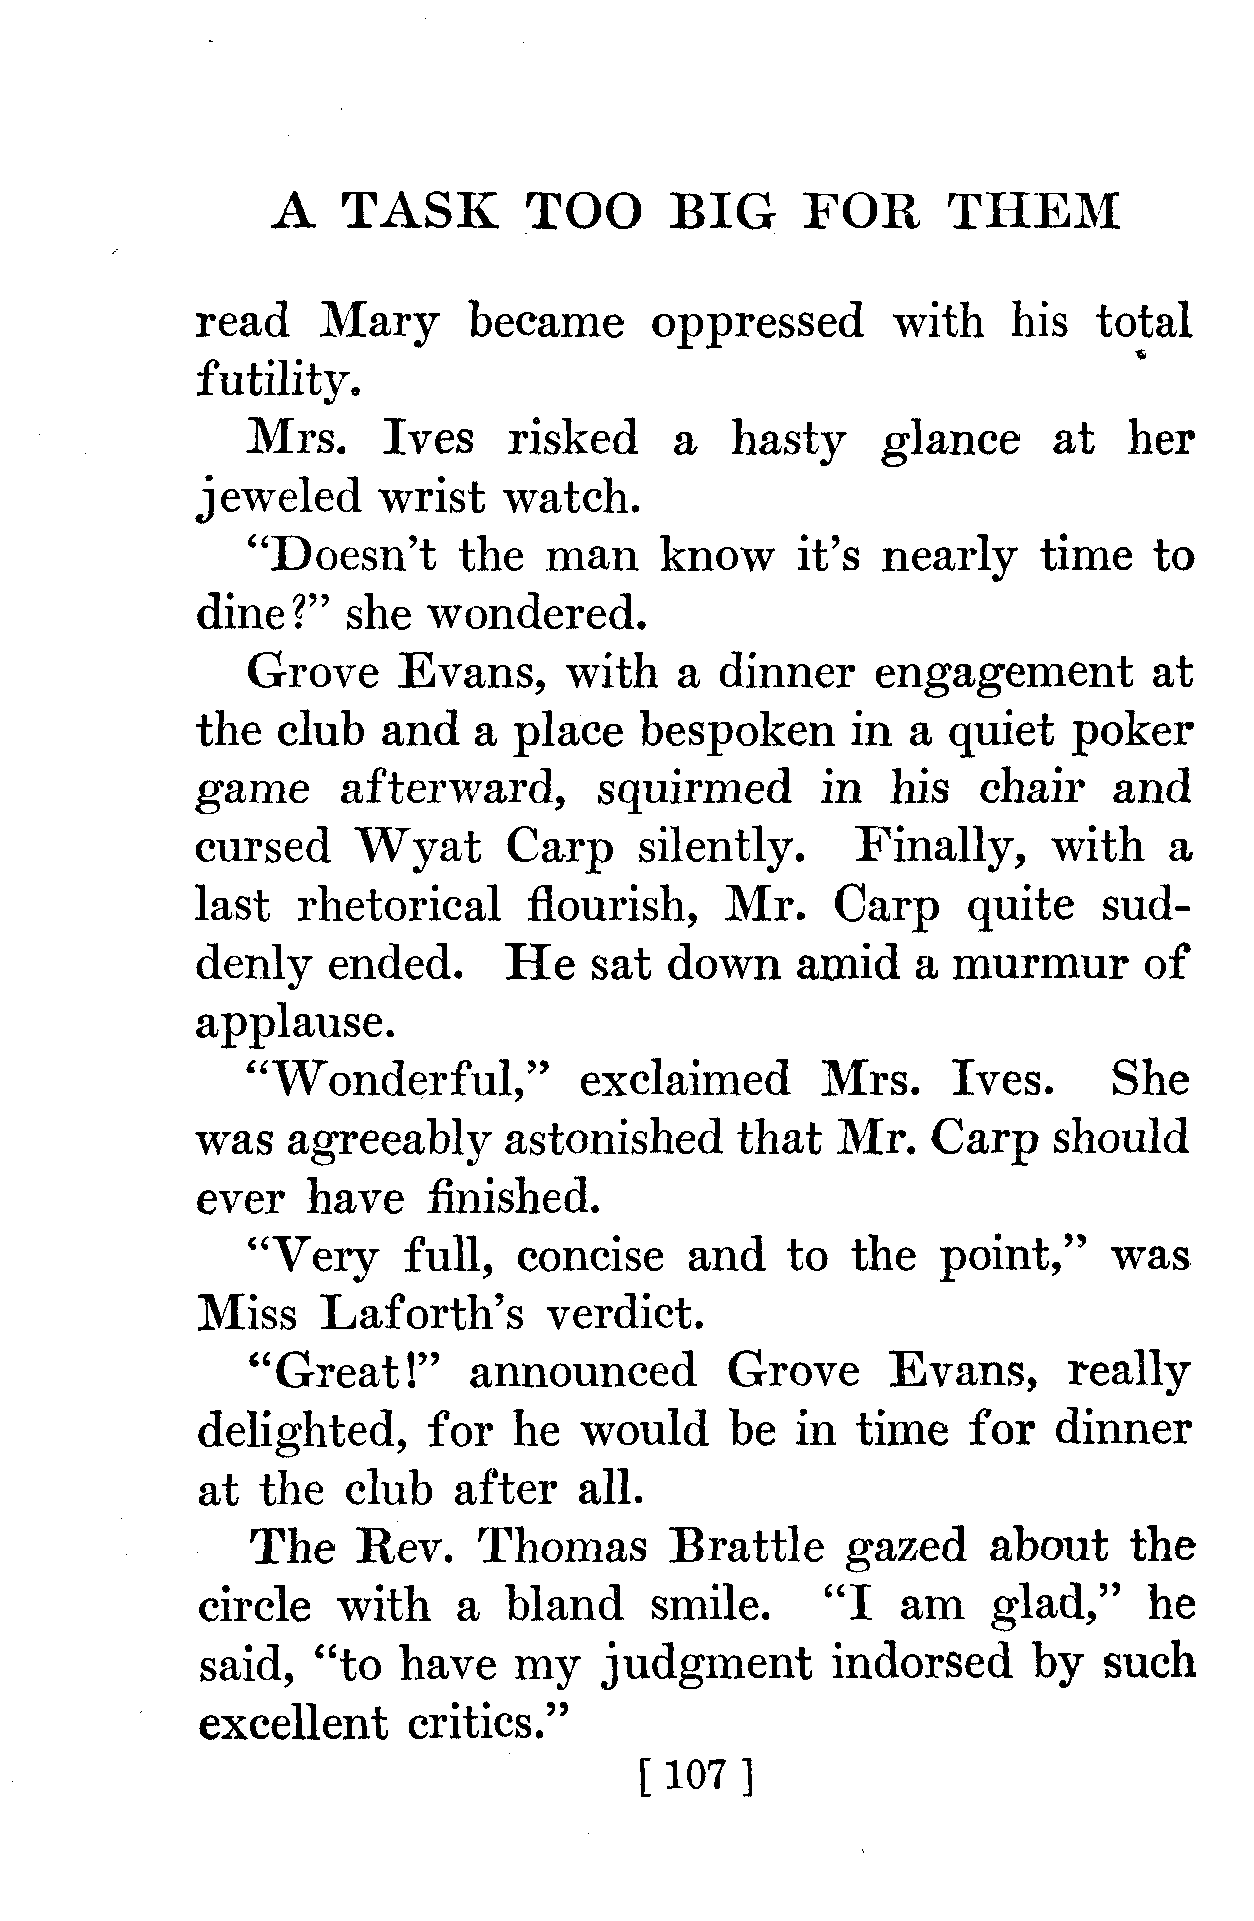 A TASK TOO BIG FOR THEM
read Mary became oppressed with his total
futility.
Mrs. Ives risked a hasty glance at her
jeweled wrist watch.
“Doesn't the man know it's nearly time to
dine?” she wondered.
Grove Evans, with a dinner engagement at
the club and a place bespoken in a quiet poker
game afterward, squirmed in his chair and
cursed Wyat Carp silently. Finally, with a
last rhetorical flourish, Mr. Carp quite sud-
denly ended. He sat down amid a murmur of
applause.
“Wonderful,” exclaimed Mrs. Ives. She
was agreeably astonished that Mr. Carp should
ever have finished.
“Very full, concise and to the point,” was
Miss Laforth's verdict.
“Great!” announced Grove Evans, really
delighted, for he would be in time for dinner
at the club after all.
The Rev. Thomas Brattle gazed about the
circle with a bland smile. “I am glad,” he
said, “to have my judgment indorsed by such
excellent critics.”
[ 107 ]